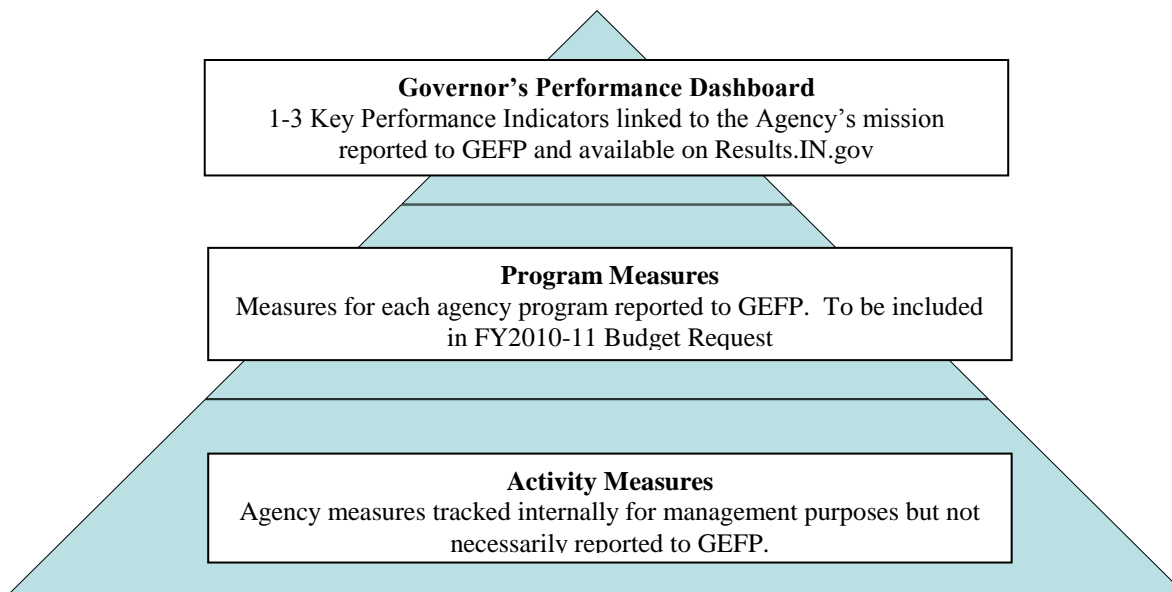 Governor's Performance Dashboard
1-3 Key Performance Indicators linked to the Agency's mission
reported to GEFP and available on Results.IN.gov
Program Measures
Measures for each agency program reported to GEFP.  To be included
in FY2010-11 Budget Request
Activity Measures
Agency measures tracked internally for management purposes but not
necessarily reported to GEFP.